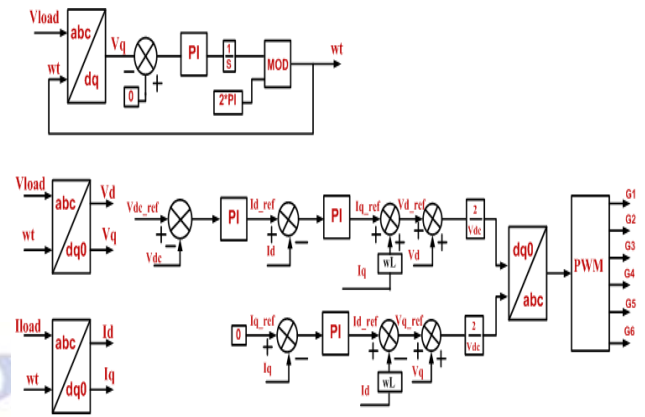 Vload
abc
dq
wt
Vq
0
PI
1
S
MOD
2*PI
wt
Vload
abc
dq0
wt
Vd
Vq
Vdc_ref
Vdc
PI
Id_ref
Id
PI
Iq_ref
wL
Iq
Vd_ref
Vd
2
Vdc
dq0
abc
PWM
G1
G2
G3
G4
G5
G6
Iload
abc
dq0
wt
Id
Iq
0
Iq_ref
Iq
PI
Id_ref
wL
Id
Vq_ref
Vq
2
Vdc